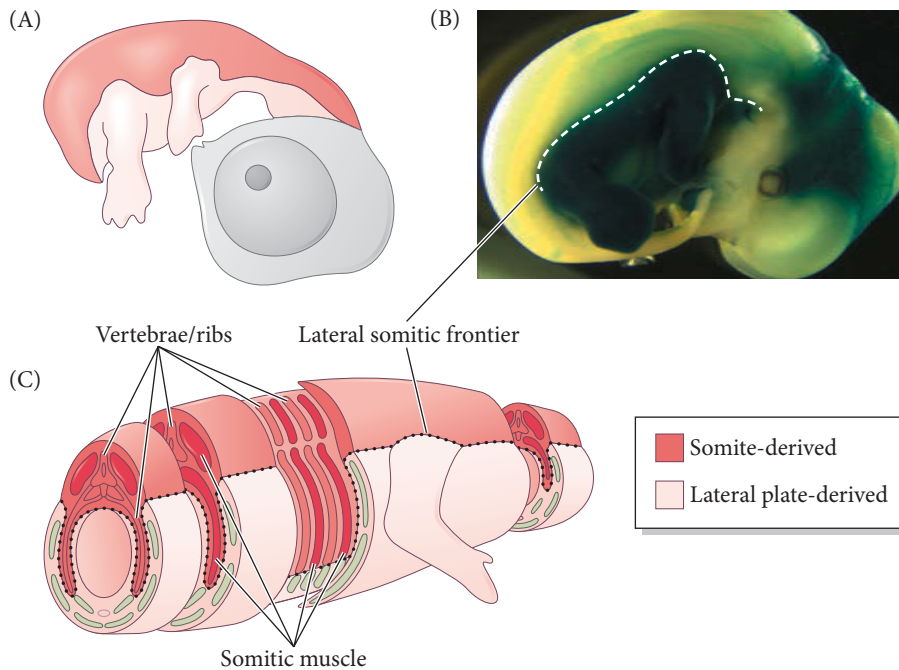 (A)
(B)
Vertebrae/ribs
Lateral somitic frontier
(C)
Somite-derived
Lateral plate-derived
Somitic muscle